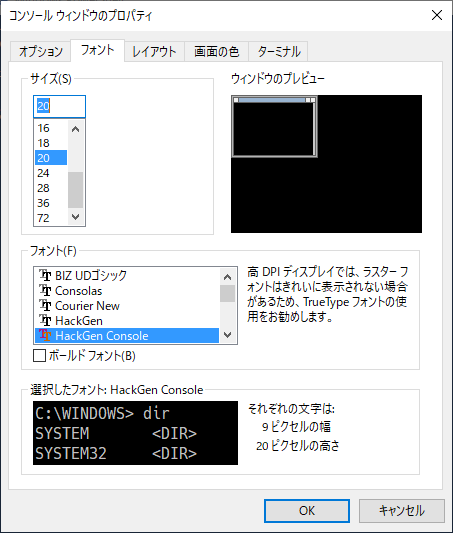 コンソール ウィンドウのプロパティ
オプション フォント レイアウト 画面の色 ターミナル
サイズ(S)
20
16
18
20
24
28
36
72
ウィンドウのプレビュー
フォント(F)
BIZ UDゴシック
Consolas
Courier New
HackGen
HackGen Console
高 DPI ディスプレイでは、ラスター フォ
ントはきれいに表示されない場合
があるため、TrueType フォントの使
用をお勧めします。
ボールド フォント(B)
選択したフォント: HackGen Console
C:\WINDOWS> dir
SYSTEM <DIR>
SYSTEM32 <DIR>
それぞれの文字は:
9 ピクセルの幅
20 ピクセルの高さ
OK キャンセル